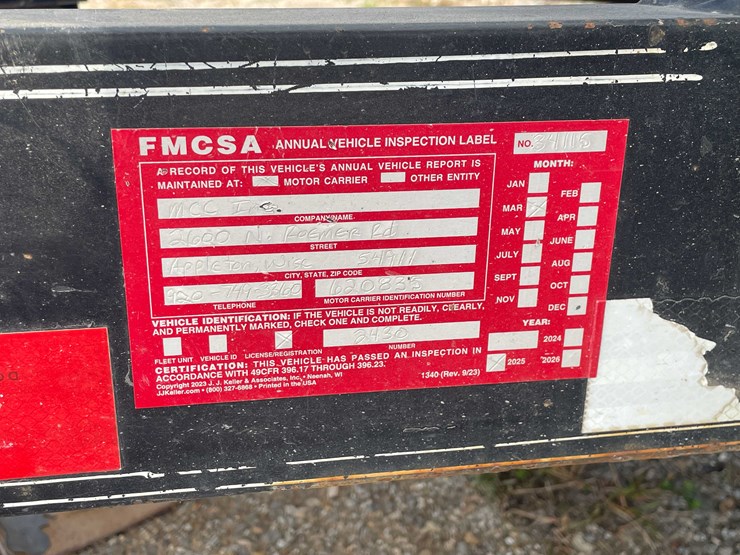 FMCSA ANNUAL VEHICLE INSPECTION LABEL NO.
A RECORD OF THIS VEHICLE'S ANNUAL VEHICLE REPORT IS
MAINTAINED AT: MOTOR CARRIER OTHER ENTITY
MCC Inc
COMPANY NAME
2600 N. Roemer Rd
STREET
Appleton, Wisc 54911
CITY, STATE, ZIP CODE
620835
TELEPHONE MOTOR CARRIER IDENTIFICATION NUMBER
VEHICLE IDENTIFICATION: IF THE VEHICLE IS NOT READILY, CLEARLY,
AND PERMANENTLY MARKED, CHECK ONE AND COMPLETE.
2450
FLEET UNIT VEHICLE ID LICENSE/REGISTRATION NUMBER
CERTIFICATION: THIS VEHICLE HAS PASSED AN INSPECTION IN
ACCORDANCE WITH 49CFR 396.17 THROUGH 396.23.
Copyright 2023 J. J. Keller & Associates, Inc. • Neenah, WI
JJKeller.com • (800) 327-6868 • Printed in the USA
1340 (Rev. 9/23)
MONTH:
JAN FEB
MAR APR
MAY JUNE
JULY AUG
SEPT OCT
NOV DEC
YEAR:
2024
2025 2026